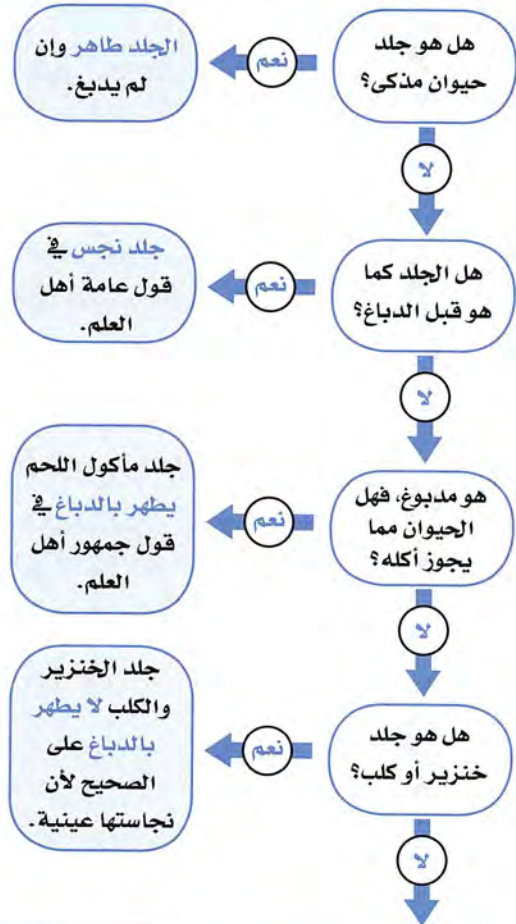 هل هو جلد
حيوان مذكى؟
نعم
الجلد طاهر وإن
لم يدبغ.
لا
هل الجلد كما
هو قبل الدباغ؟
نعم
جلد نجس في
قول عامة أهل
العلم.
لا
هو مدبوغ، فهل
الحيوان مما
يجوز أكله؟
نعم
جلد مأكول اللحم
يطهر بالدباغ في
قول جمهور أهل
العلم.
لا
هل هو جلد
خنزير أو كلب؟
نعم
جلد الخنزير
والكلب لا يطهر
بالدباغ على
الصحيح لأن
نجاستها عينية.
لا